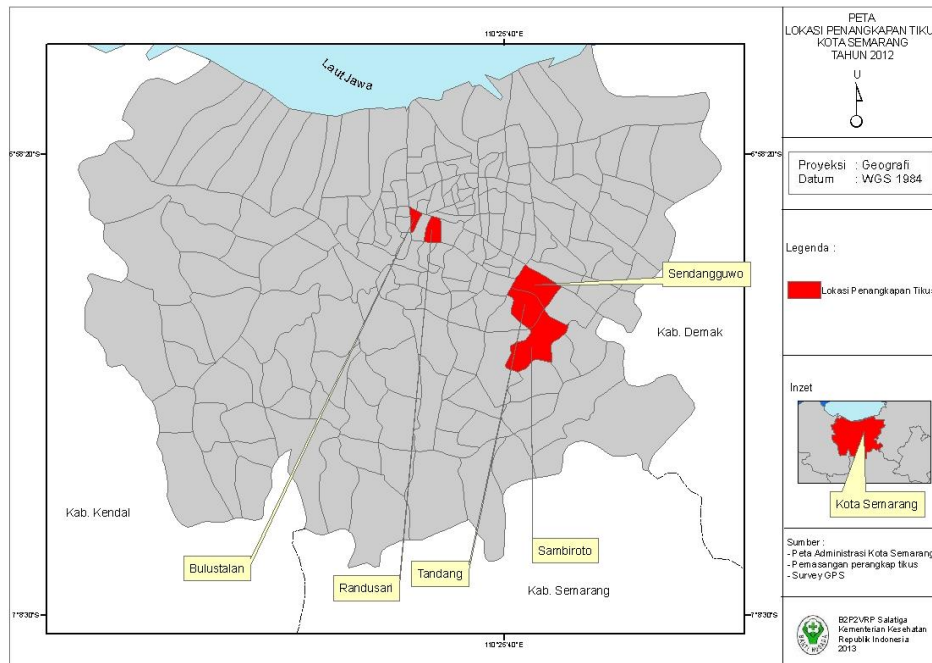 PETA
LOKASI PENANGKAPAN TIKU
KOTA SEMARANG
TAHUN 2012
U
Proyeksi : Geografi
Datum : WGS 1984
Legenda :
Lokasi Penangkapan Tikus
Inzet
Kota Semarang
Sumber :
- Peta Administrasi Kota Semarang
- Pemasangan perangkap tikus
- Survey GPS
BAKTI HUSADA
B2P2VRP Salatiga
Kementerian Kesehatan
Republik Indonesia
2013
110°25'40"E
Laut Jawa
6°58'20"S
6°58'20"S
Sendangguwo
Kab. Demak
Kab. Kendal
Bulustalan
Randusari
Tandang
Sambiroto
Kab. Semarang
7°8'30"S
7°8'30"S
110°25'40"E